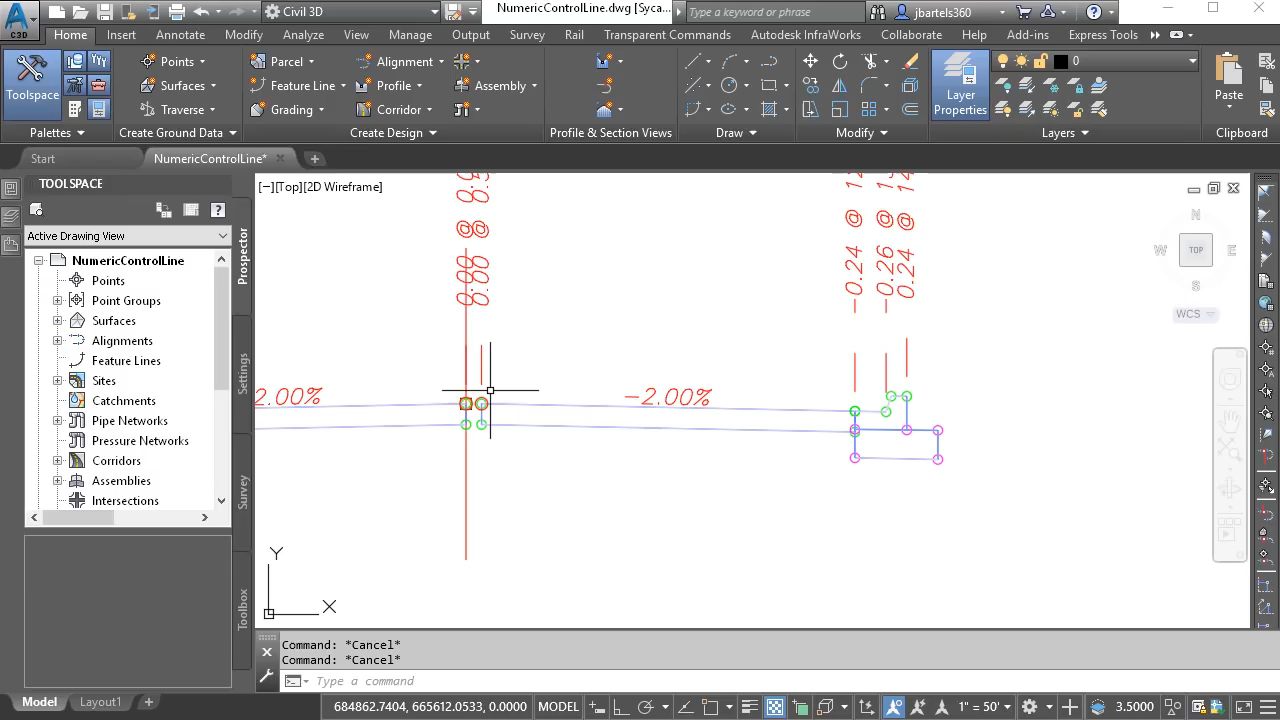 A
C3D
Civil 3D
NumericControlLine.dwg [Syca...
Type a keyword or phrase
jbartels360
Home
Insert
Annotate
Modify
Analyze
View
Manage
Output
Survey
Rail
Transparent Commands
Autodesk InfraWorks
Collaborate
Help
Add-ins
Express Tools
Toolspace
Points
Surfaces
Traverse
Parcel
Feature Line
Grading
Alignment
Profile
Corridor
Assembly
Layer
Properties
0
Paste
Palettes
Create Ground Data
Create Design
Profile & Section Views
Draw
Modify
Layers
Clipboard
Start
NumericControlLine*
TOOLSPACE
Active Drawing View
NumericControlLine
Points
Point Groups
Surfaces
Alignments
Feature Lines
Sites
Catchments
Pipe Networks
Pressure Networks
Corridors
Assemblies
Intersections
Prospector
Settings
Survey
Toolbox
[−][Top][2D Wireframe]
0.00 @
0.00 @
-0.24 @
-0.26 @
0.24 @
2.00%
-2.00%
N
W
TOP
E
S
WCS
Y
X
Command: *Cancel*
Command: *Cancel*
Type a command
Model
Layout1
684862.7404, 665612.0533, 0.0000
MODEL
1" = 50'
3.5000